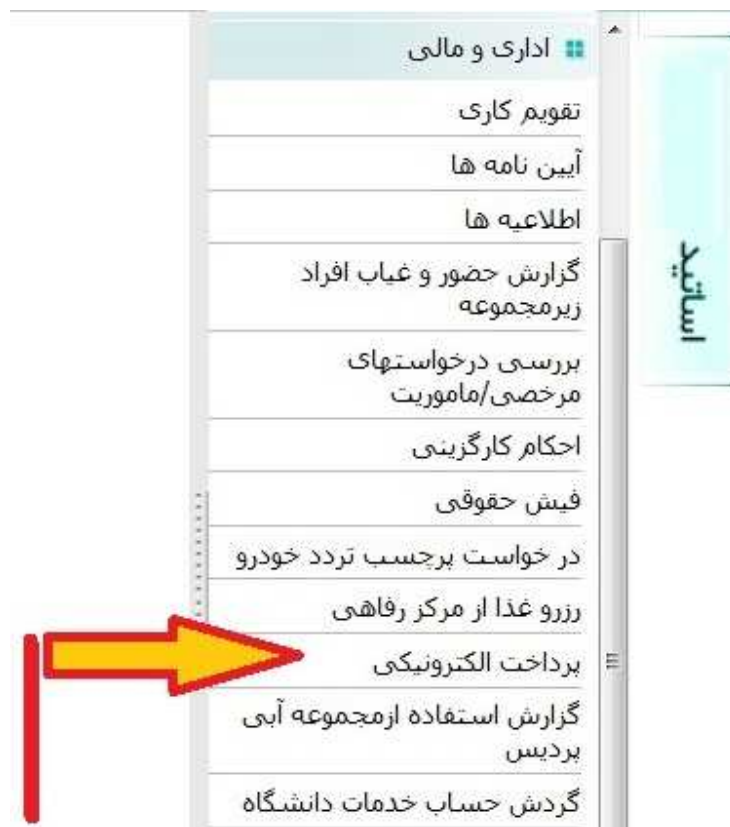 اداری و مالی
تقویم کاری
آیین نامه ها
اطلاعیه ها
گزارش حضور و غیاب افراد
زیرمجموعه
بررسی درخواستهای
مرخصی/ماموریت
احکام کارگزینی
فیش حقوقی
در خواست برچسب تردد خودرو
رزرو غذا از مرکز رفاهی
پرداخت الکترونیکی
گزارش استفاده ازمجموعه آبی
پردیس
گردش حساب خدمات دانشگاه
اساتید